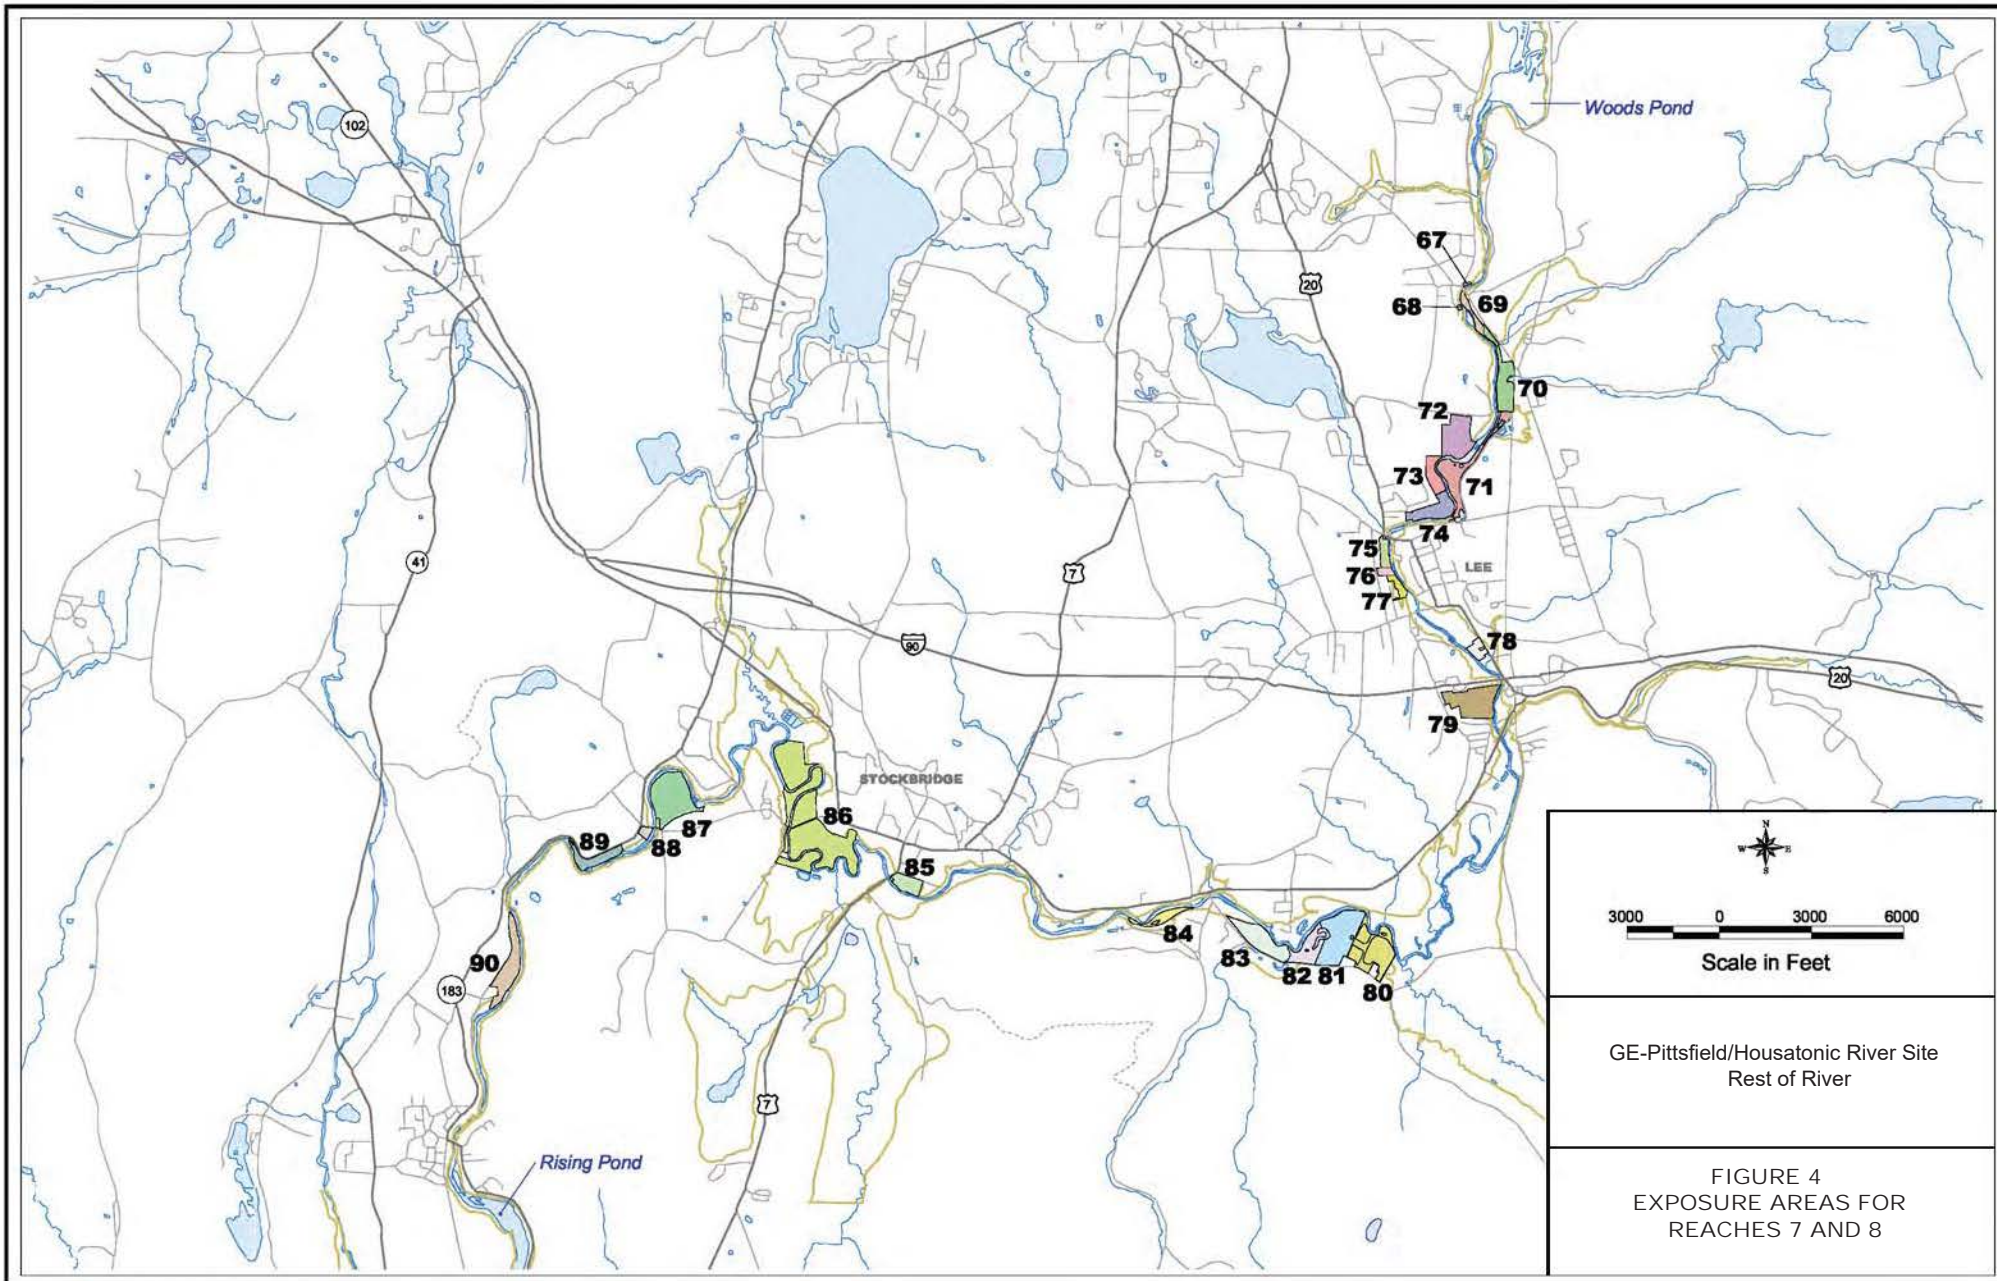 Woods Pond
102
67
20
68
69
70
72
73
71
74
75
76
77
LEE
41
7
90
78
20
79
STOCKBRIDGE
86
87
88
89
85
84
83
82
81
80
90
183
7
Rising Pond
N
W
E
S
3000 0 3000 6000
Scale in Feet
GE-Pittsfield/Housatonic River Site
Rest of River
FIGURE 4
EXPOSURE AREAS FOR
REACHES 7 AND 8